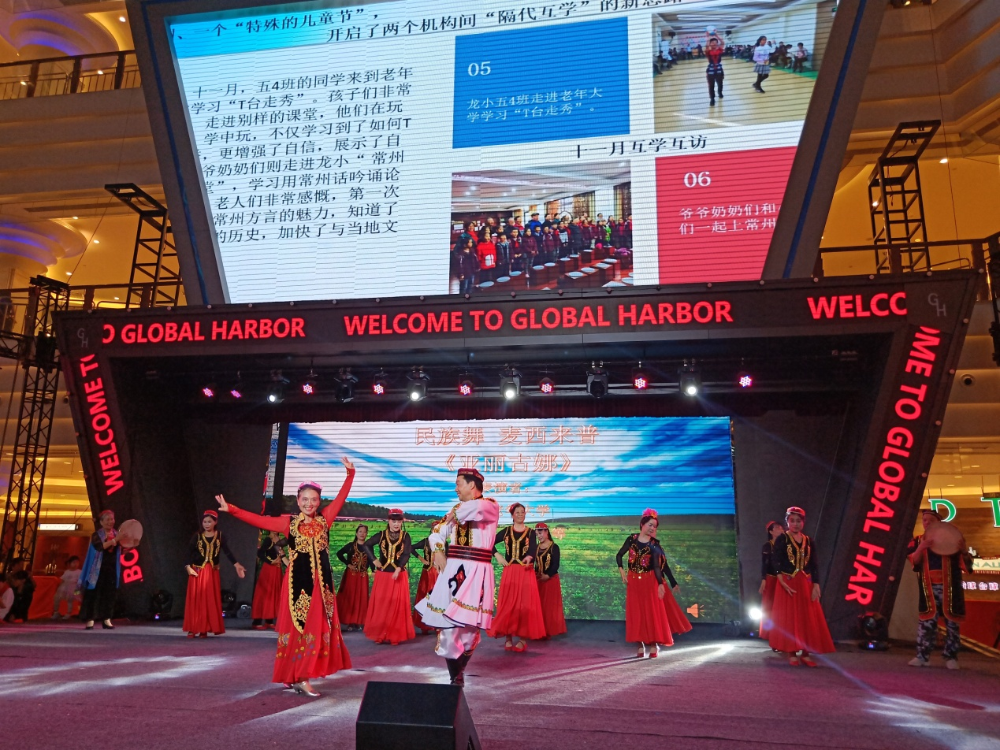 、一个“特殊的儿童节”，
开启了两个机构间“隔代互学”的新思路
十一月，五4班的同学来到老年
学习“T台走秀”。孩子们非常
走进别样的课堂，他们在玩
学中玩，不仅学习到了如何T
，更增强了自信，展示了自
爷奶奶们则走进龙小“常州
堂”，学习用常州话吟诵论
老人们非常感慨，第一次
常州方言的魅力，知道了
的历史，加快了与当地文
05
龙小五4班走进老年大
学学习“T台走秀”。
十一月互学互访
06
爷爷奶奶们和
们一起上常州
O GLOBAL HARBOR WELCOME TO GLOBAL HARBOR WELCC
GH
GH
WELCOME TO
BO
OME TO GLOBAL HAR
民族舞 麦西来普
《亚丽古娜》
表演者：
学
D T
台球